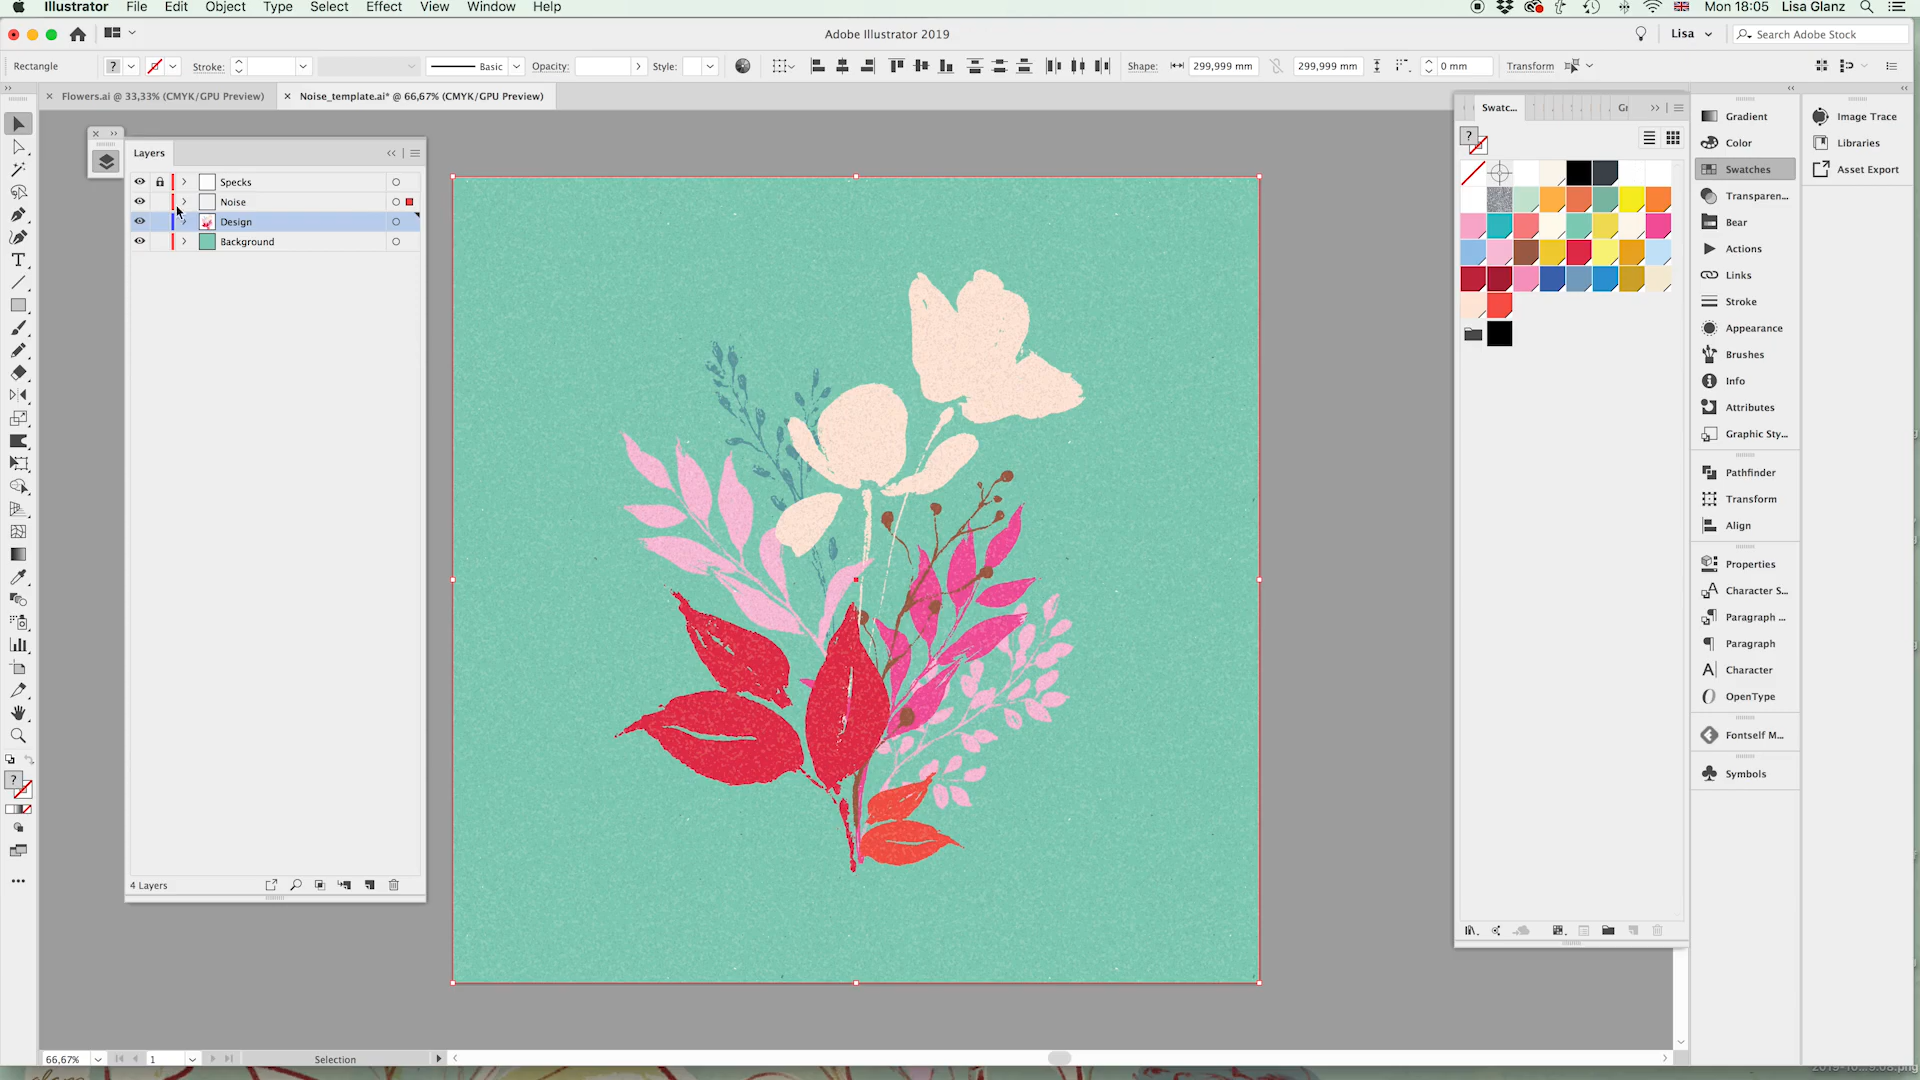 Illustrator File Edit Object Type Select Effect View Window Help Mon 18:05 Lisa Glanz
Adobe Illustrator 2019 Lisa Search Adobe Stock
Rectangle ? Stroke: Basic Opacity: Style: Shape: 299,999 mm 299,999 mm 0 mm Transform
Flowers.ai @ 33,33% (CMYK/GPU Preview) Noise_template.ai* @ 66,67% (CMYK/GPU Preview)
Layers
Specks
Noise
Design
Background
4 Layers
Swatc... Gr
?
Gradient
Color
Swatches
Transparen...
Bear
Actions
Links
Stroke
Appearance
Brushes
Info
Attributes
Graphic Sty...
Pathfinder
Transform
Align
Properties
Character S...
Paragraph ...
Paragraph
Character
OpenType
Fontself M...
Symbols
Image Trace
Libraries
Asset Export
?
66,67% 1 Selection